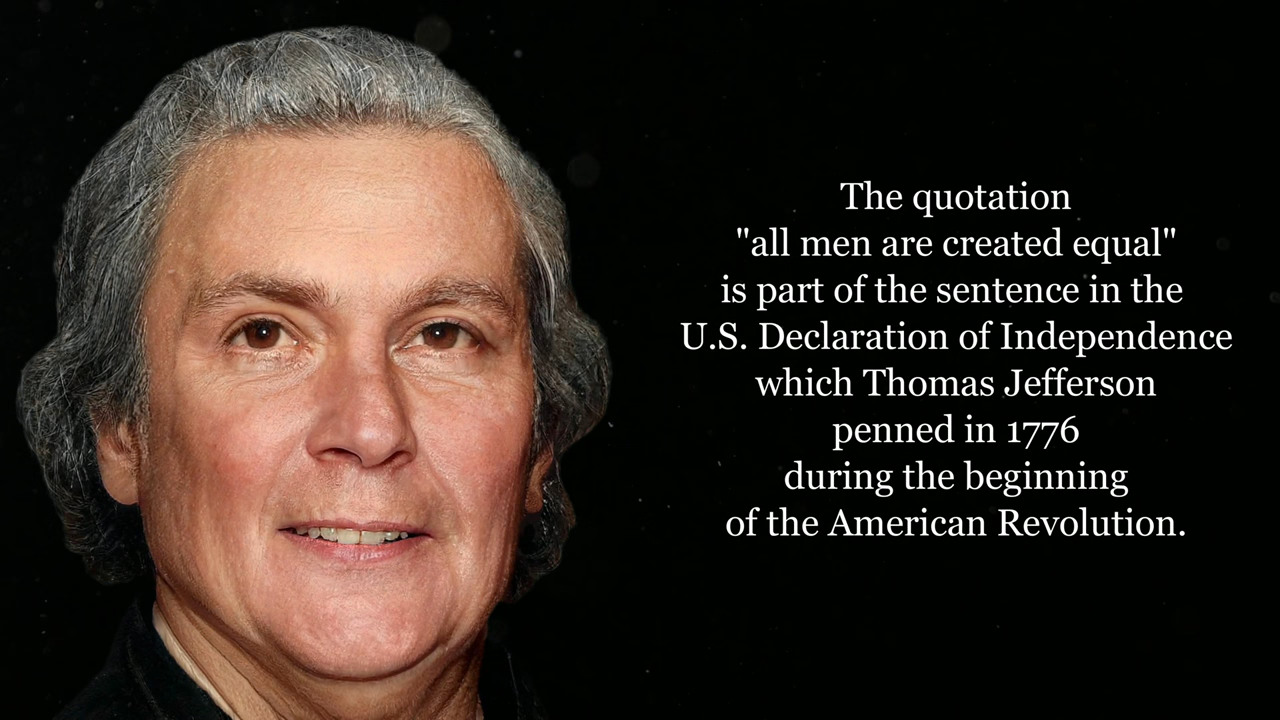 The quotation
"all men are created equal"
is part of the sentence in the
U.S. Declaration of Independence
which Thomas Jefferson
penned in 1776
during the beginning
of the American Revolution.